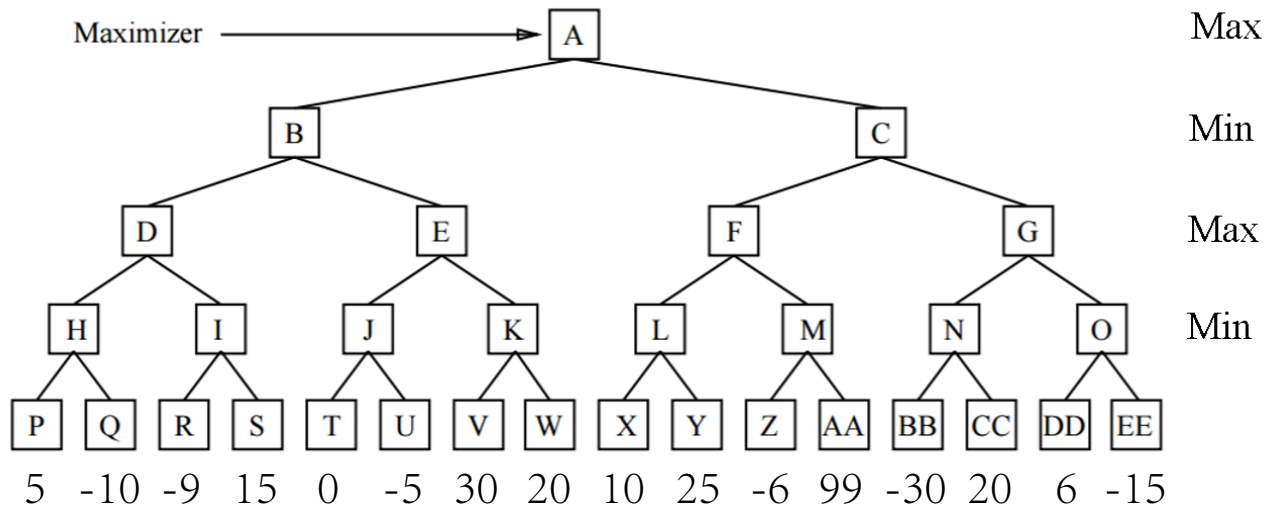 Maximizer A Max
B C Min
D E F G Max
H I J K L M N O Min
P Q R S T U V W X Y Z AA BB CC DD EE
5 -10 -9 15 0 -5 30 20 10 25 -6 99 -30 20 6 -15